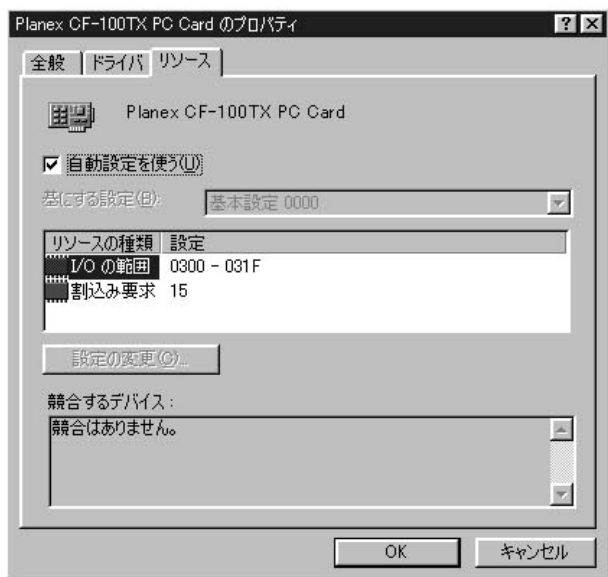 Planex CF-100TX PC Card のプロパティ
全般 ドライバ リソース
Planex CF-100TX PC Card
自動設定を使う(U)
基にする設定(B): 基本設定 0000
リソースの種類 設定
I/O の範囲 0300 - 031F
割込み要求 15
設定の変更(C)...
競合するデバイス:
競合はありません。
OK キャンセル